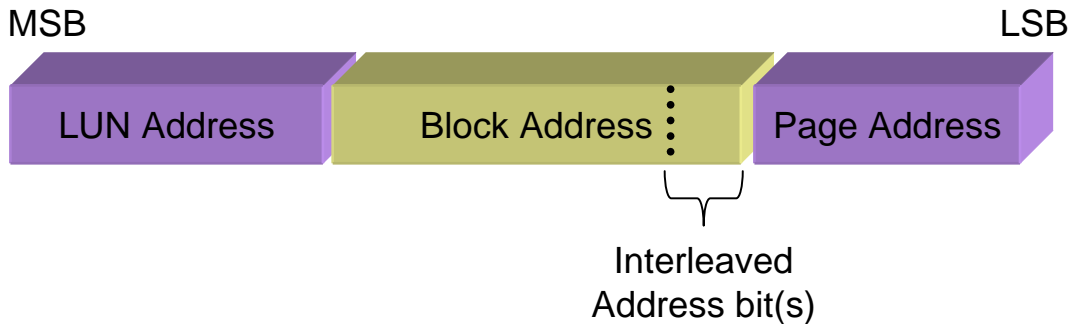 MSB LSB
LUN Address Block Address Page Address
Interleaved
Address bit(s)